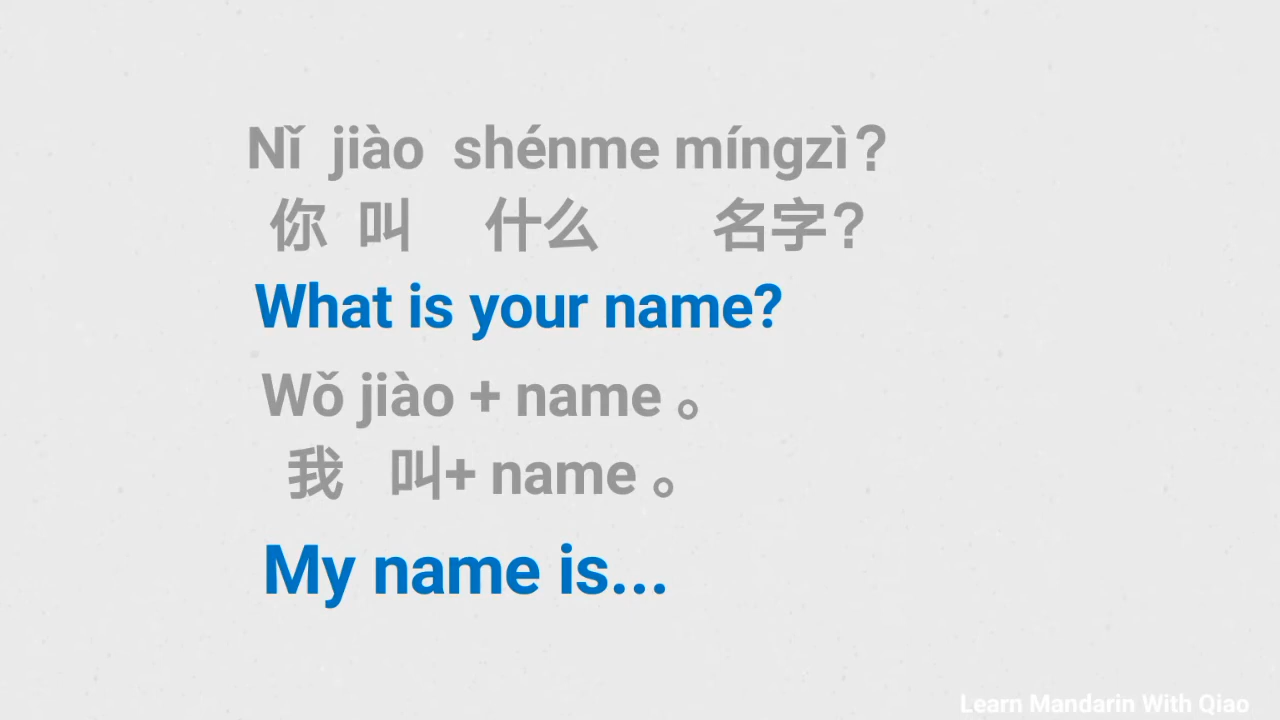 Nǐ jiào shénme míngzì？
你 叫 什么 名字？
What is your name?
Wǒ jiào + name 。
我 叫+ name 。
My name is...
Learn Mandarin With Qiao